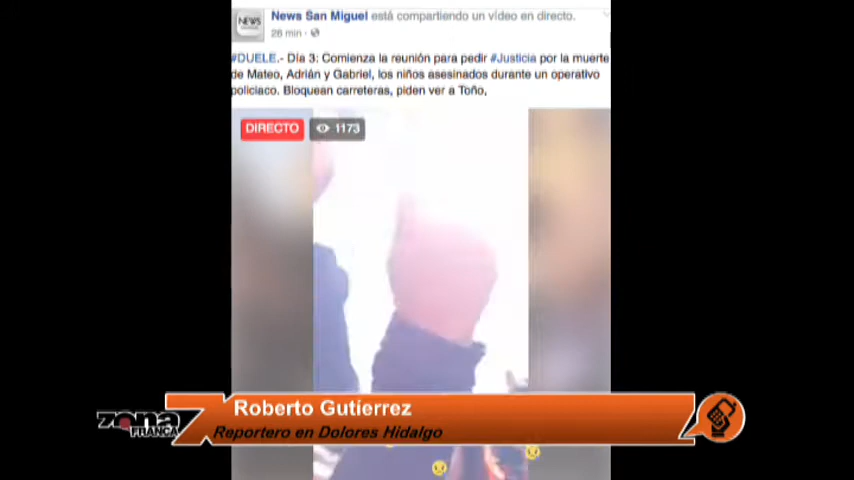 NEWS
News San Miguel está compartiendo un vídeo en directo.
26 min
#DUELE.- Día 3: Comienza la reunión para pedir #Justicia por la muerte
de Mateo, Adrián y Gabriel, los niños asesinados durante un operativo
policiaco. Bloquean carreteras, piden ver a Toño,
DIRECTO 1173
Roberto Gutierrez
zona FRANCA
Reportero en Dolores Hidalgo